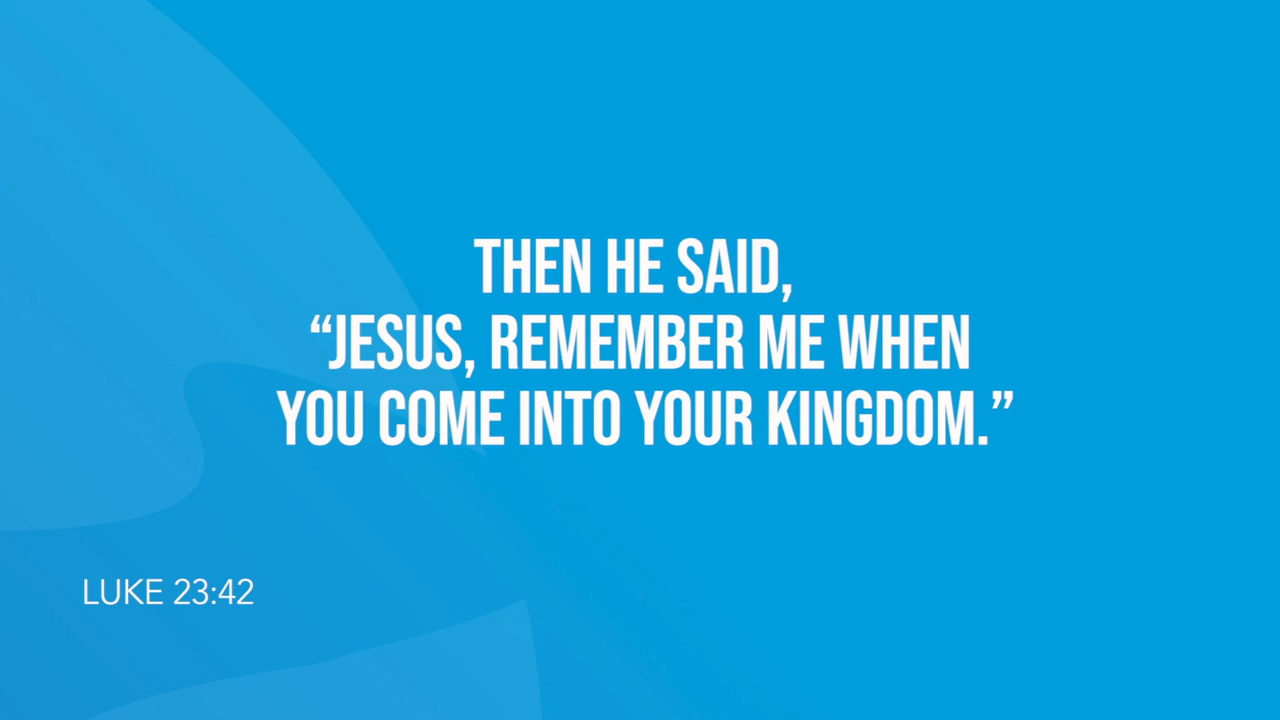 THEN HE SAID,
“JESUS, REMEMBER ME WHEN
YOU COME INTO YOUR KINGDOM.”
LUKE 23:42